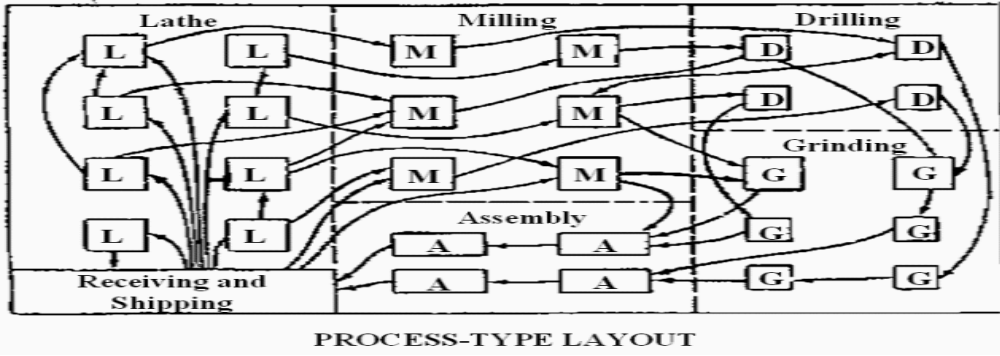 Lathe Milling Drilling
L L M M D D
L L M M D D
Grinding
L L M M G G
Assembly
L L A A G G
Receiving and
Shipping
A A G G
PROCESS-TYPE LAYOUT